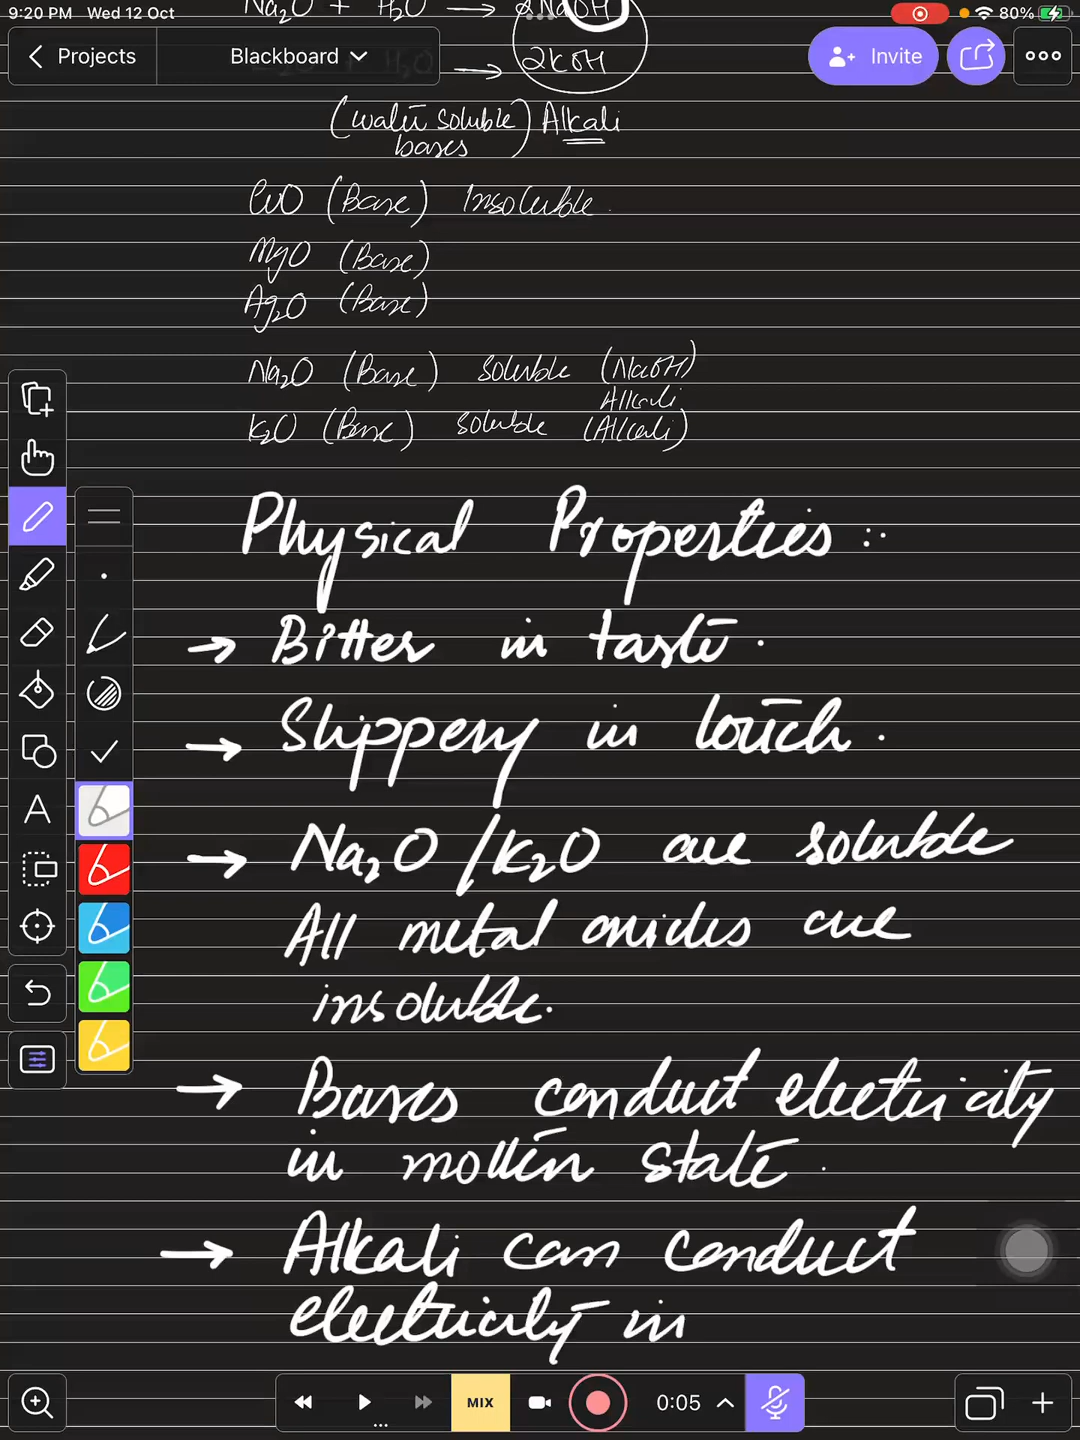 9:20 PM Wed 12 Oct 80%
Na₂O + H₂O → 2NaOH
Projects Blackboard Invite
H₂O → 2KOH
(water soluble) Alkali
bases
CuO (Base) Insoluble.
MgO (Base)
Ag₂O (Base)
Na₂O (Base) Soluble (NaOH)
Alkali
K₂O (Base) Soluble (Alkali)
Physical Properties :-
→ Bitter in taste.
→ Slippery in touch.
→ Na₂O /K₂O are soluble
All metal oxides are
insoluble.
→ Bases conduct electricity
in molten state.
→ Alkali can conduct
electricity in
MIX 0:05